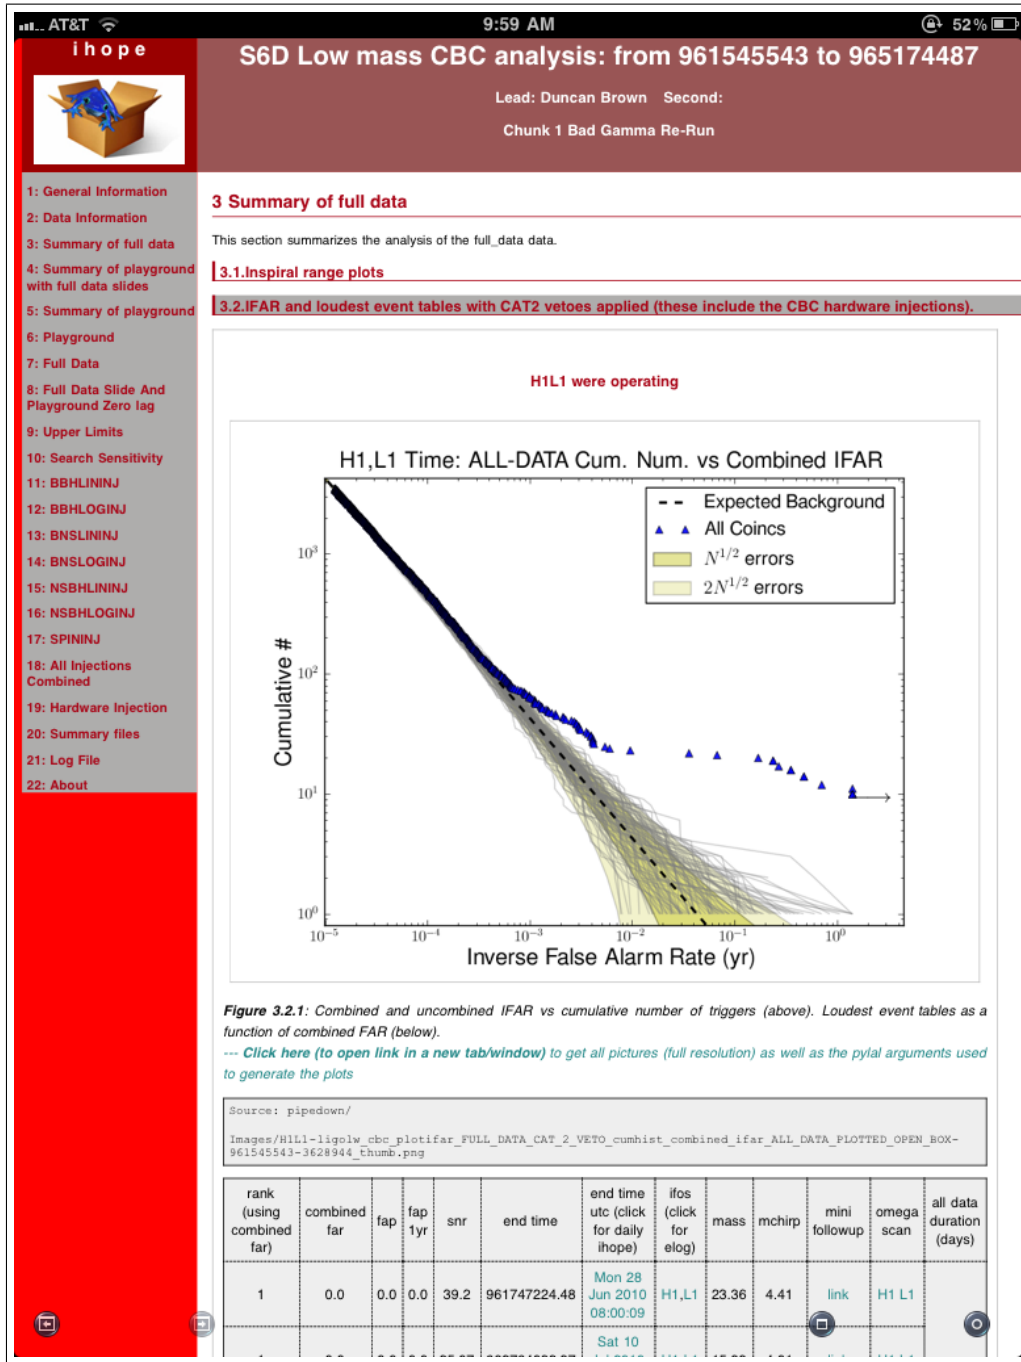 AT&T 9:59 AM 52%
ihope
S6D Low mass CBC analysis: from 961545543 to 965174487
Lead: Duncan Brown Second:
Chunk 1 Bad Gamma Re-Run
1: General Information
2: Data Information
3: Summary of full data
4: Summary of playground
with full data slides
5: Summary of playground
6: Playground
7: Full Data
8: Full Data Slide And
Playground Zero lag
9: Upper Limits
10: Search Sensitivity
11: BBHLININJ
12: BBHLOGINJ
13: BNSLININJ
14: BNSLOGINJ
15: NSBHLININJ
16: NSBHLOGINJ
17: SPININJ
18: All Injections
Combined
19: Hardware Injection
20: Summary files
21: Log File
22: About
3 Summary of full data
This section summarizes the analysis of the full_data data.
3.1.Inspiral range plots
3.2.IFAR and loudest event tables with CAT2 vetoes applied (these include the CBC hardware injections).
H1L1 were operating
H1,L1 Time: ALL-DATA Cum. Num. vs Combined IFAR
Expected Background
All Coincs
N^{1/2} errors
2N^{1/2} errors
Cumulative #
10^3
10^2
10^1
10^0
10^{-5} 10^{-4} 10^{-3} 10^{-2} 10^{-1} 10^0
Inverse False Alarm Rate (yr)
Figure 3.2.1: Combined and uncombined IFAR vs cumulative number of triggers (above). Loudest event tables as a
function of combined FAR (below).
--- Click here (to open link in a new tab/window) to get all pictures (full resolution) as well as the pylal arguments used
to generate the plots
Source: pipedown/
Images/H1L1-ligolw_cbc_plotifar_FULL_DATA_CAT_2_VETO_cumhist_combined_ifar_ALL_DATA_PLOTTED_OPEN_BOX-
961545543-3628944_thumb.png
rank (using combined far) combined far fap fap 1yr snr end time end time utc (click for daily ihope) ifos (click for elog) mass mchirp mini followup omega scan all data duration (days)
1 0.0 0.0 0.0 39.2 961747224.48 Mon 28 Jun 2010 08:00:09 H1,L1 23.36 4.41 link H1 L1
Sat 10